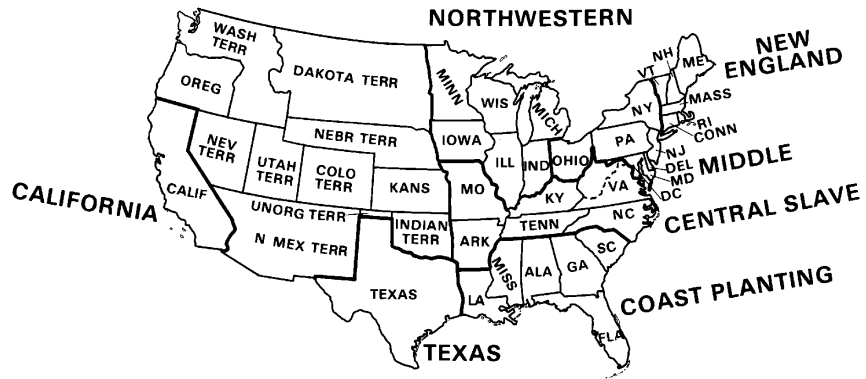 NORTHWESTERN
NEW
ENGLAND
MIDDLE
CENTRAL SLAVE
COAST PLANTING
TEXAS
CALIFORNIA
WASH
TERR
OREG
DAKOTA TERR
MINN
WIS
MICH
NEBR TERR
IOWA
NEV
TERR
UTAH
TERR
COLO
TERR
KANS
MO
ILL
IND
OHIO
PA
NY
VT
NH
ME
MASS
RI
CONN
NJ
DEL
MD
DC
VA
KY
CALIF
UNORG TERR
N MEX TERR
INDIAN
TERR
ARK
TENN
NC
SC
TEXAS
LA
MISS
ALA
GA
FLA